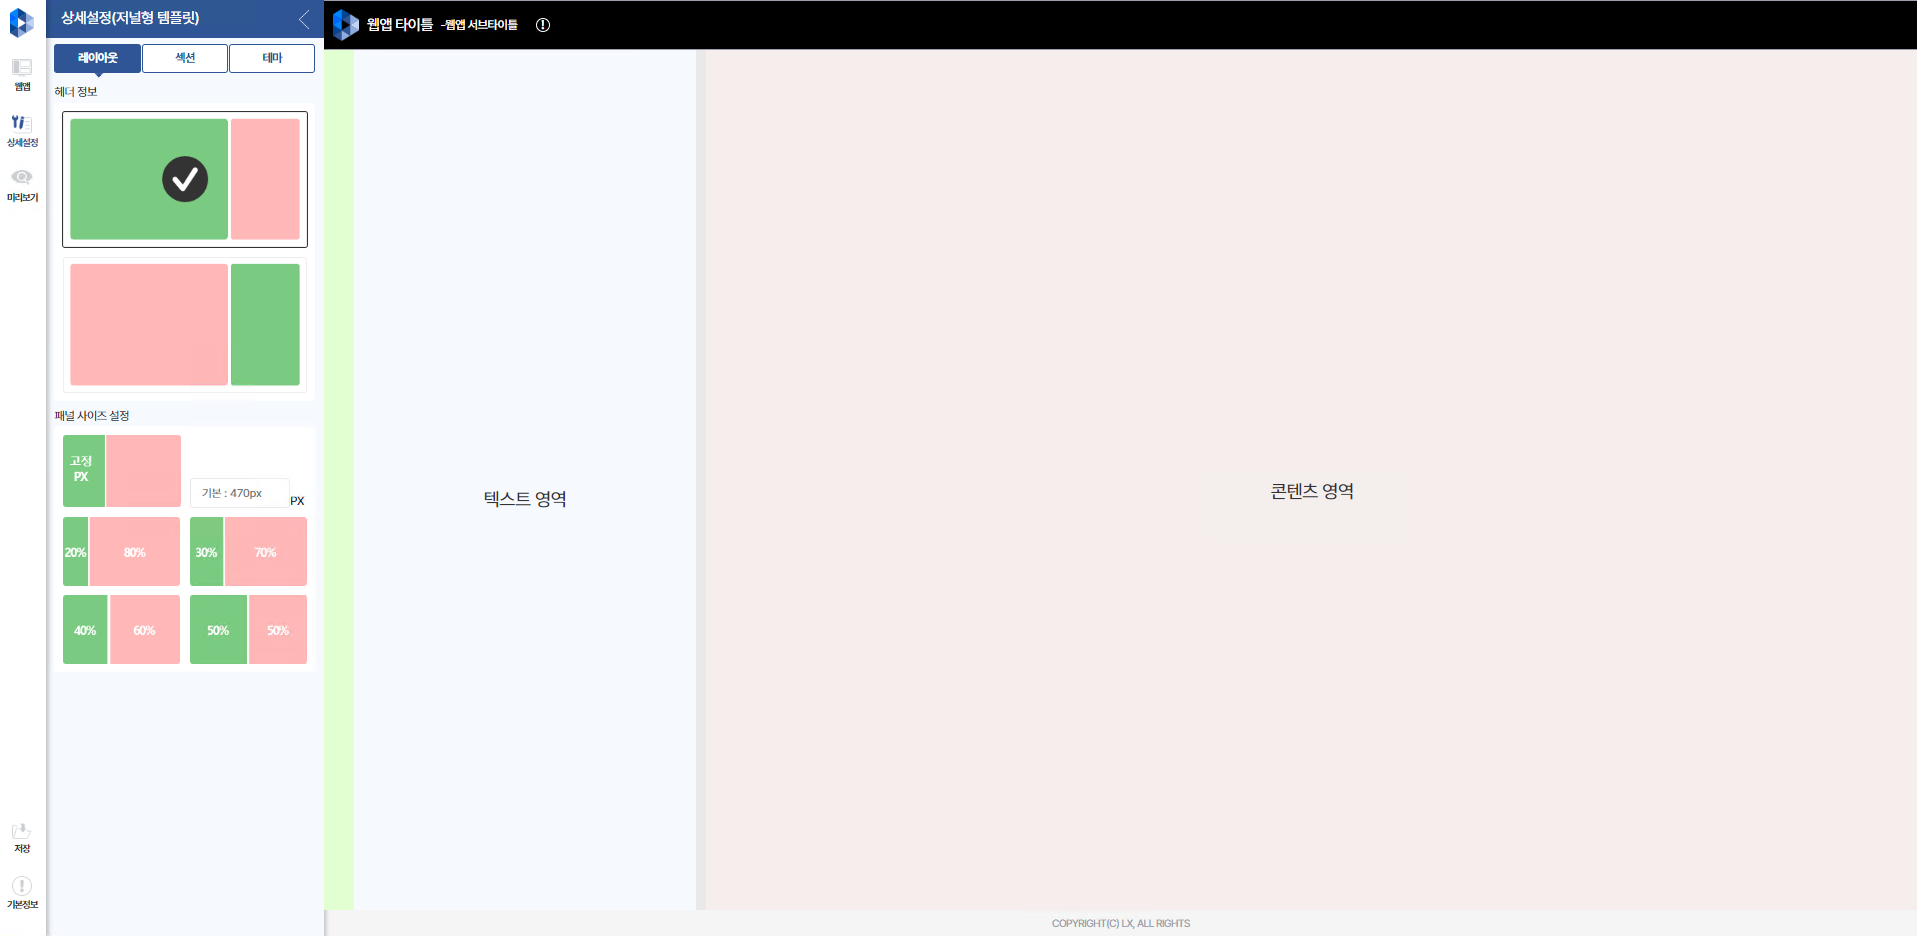 상세설정(저널형 템플릿)
웹앱 타이틀 -웹앱 서브타이틀
웹앱
상세설정
미리보기
저장
기본정보
레이아웃 섹션 테마
헤더 정보
패널 사이즈 설정
고정
PX
기본 : 470px PX
20% 80% 30% 70%
40% 60% 50% 50%
텍스트 영역
콘텐츠 영역
COPYRIGHT(C) LX, ALL RIGHTS